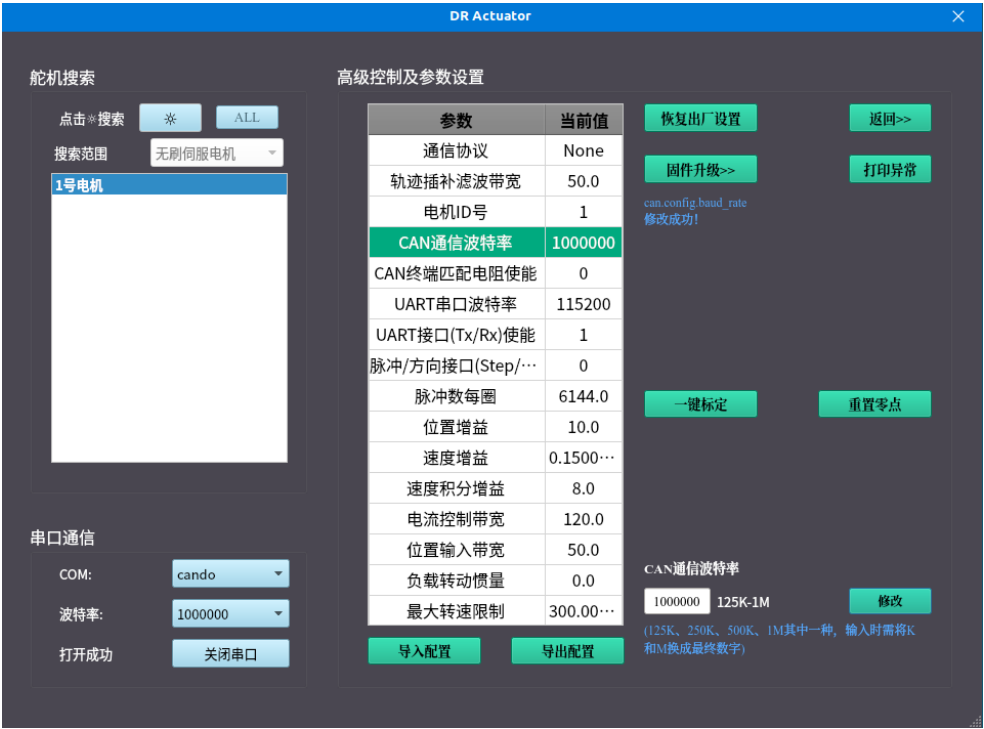 DR Actuator
舵机搜索
点击☼搜索
☼
ALL
搜索范围
无刷伺服电机
1号电机
串口通信
COM:
cando
波特率:
1000000
打开成功
关闭串口
高级控制及参数设置
参数 当前值
通信协议 None
轨迹插补滤波带宽 50.0
电机ID号 1
CAN通信波特率 1000000
CAN终端匹配电阻使能 0
UART串口波特率 115200
UART接口(Tx/Rx)使能 1
脉冲/方向接口(Step/··· 0
脉冲数每圈 6144.0
位置增益 10.0
速度增益 0.1500···
速度积分增益 8.0
电流控制带宽 120.0
位置输入带宽 50.0
负载转动惯量 0.0
最大转速限制 300.00···
导入配置
导出配置
恢复出厂设置
返回>>
固件升级>>
打印异常
can.config.baud_rate
修改成功!
一键标定
重置零点
CAN通信波特率
1000000 125K-1M
修改
(125K、250K、500K、1M其中一种，输入时需将K
和M换成最终数字)